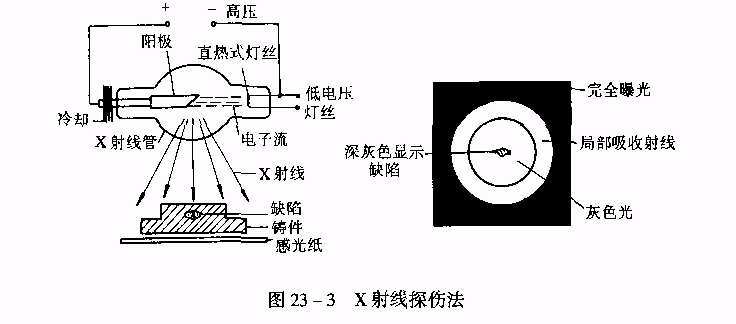 + － 高压
阳极
直热式灯丝
低电压
灯丝
冷却
X射线管
电子流
X射线
缺陷
铸件
感光纸
完全曝光
深灰色显示
缺陷
局部吸收射线
灰色光
图 23－3 X射线探伤法